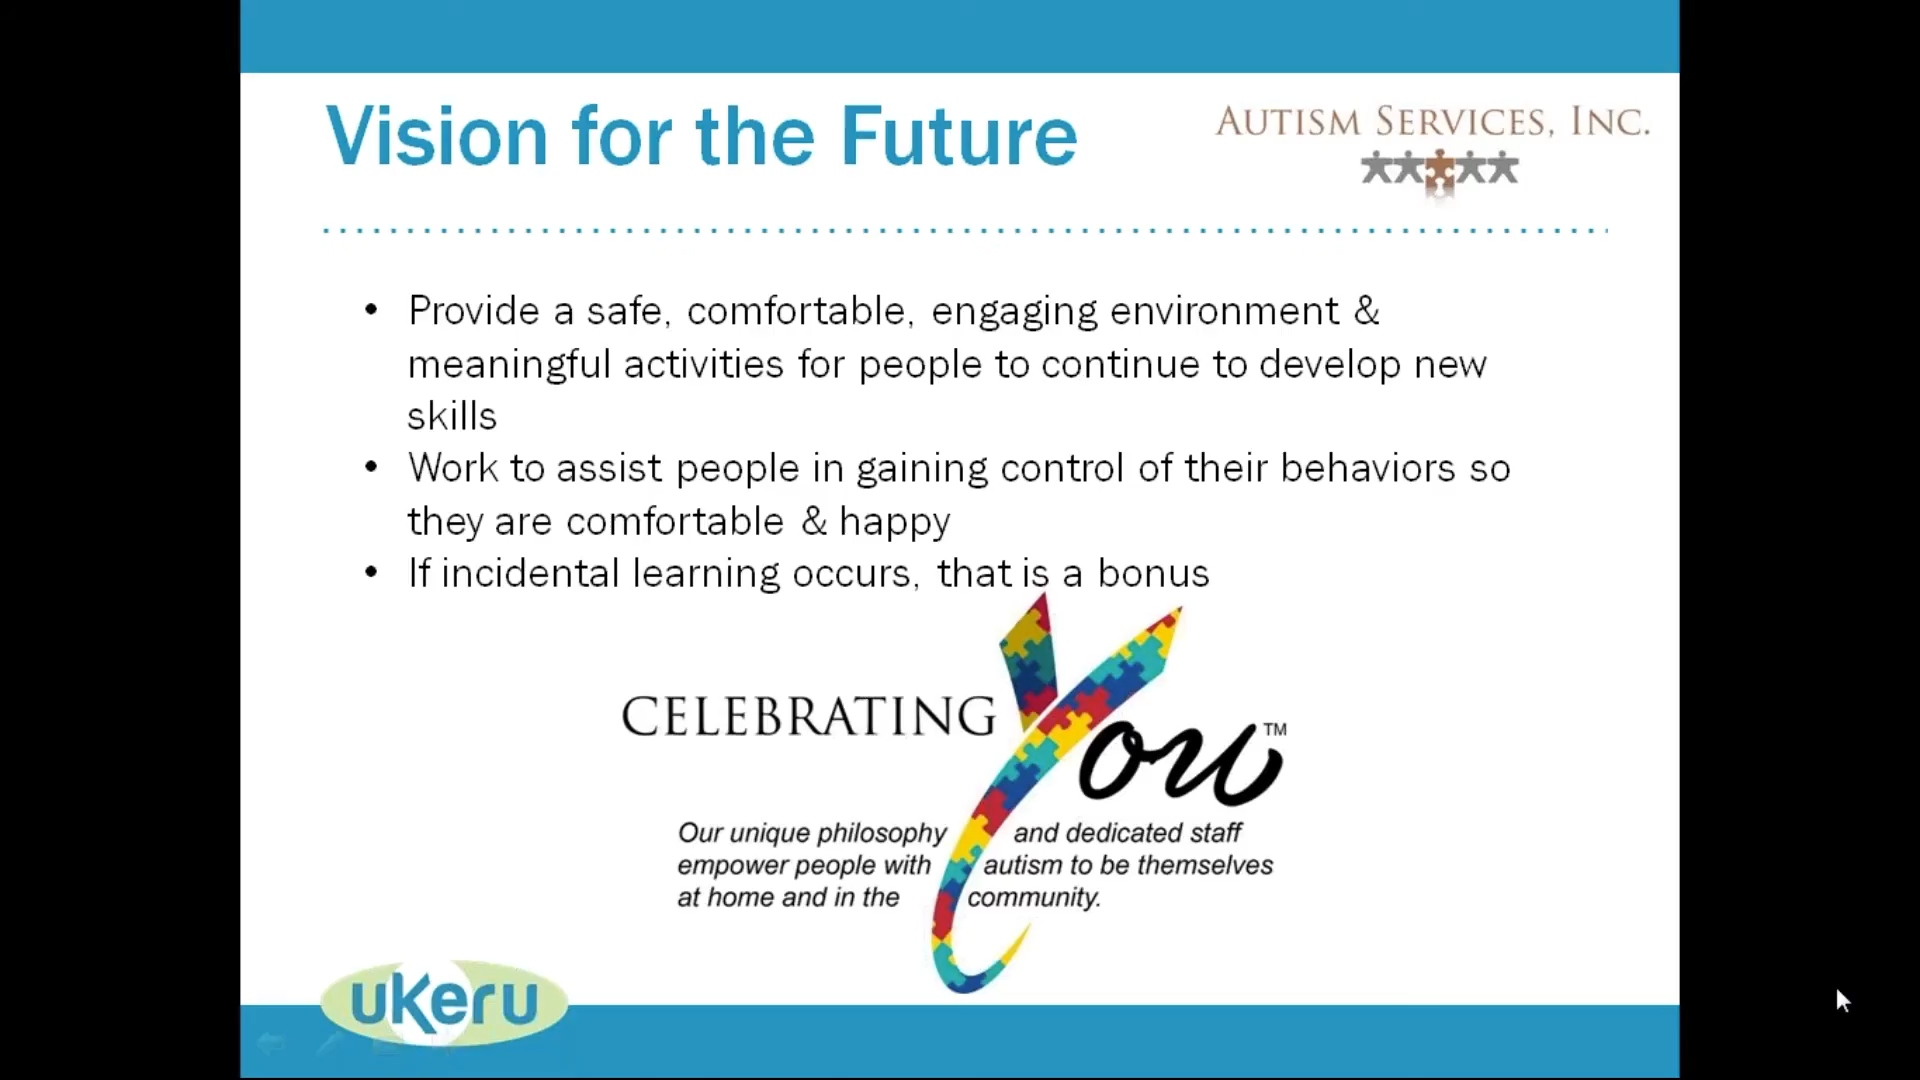 Vision for the Future
AUTISM SERVICES, INC.
• Provide a safe, comfortable, engaging environment &
meaningful activities for people to continue to develop new
skills
• Work to assist people in gaining control of their behaviors so
they are comfortable & happy
• If incidental learning occurs, that is a bonus
CELEBRATING You™
Our unique philosophy and dedicated staff
empower people with autism to be themselves
at home and in the community.
uKeru